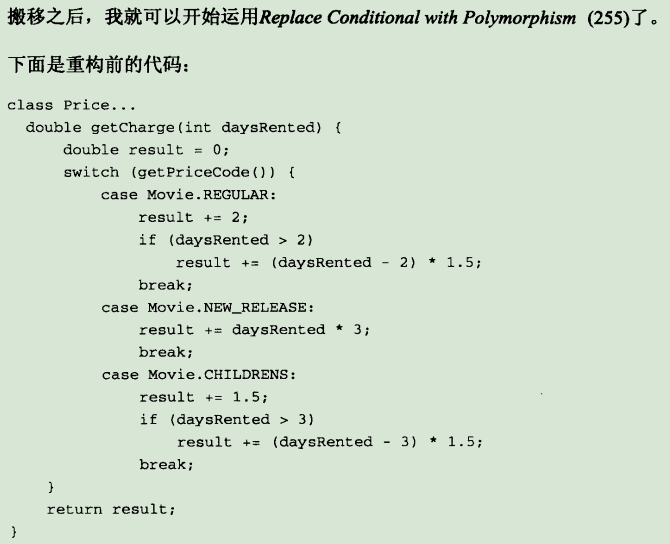 搬移之后，我就可以开始运用Replace Conditional with Polymorphism (255)了。
下面是重构前的代码：
class Price...
  double getCharge(int daysRented) {
      double result = 0;
      switch (getPriceCode()) {
          case Movie.REGULAR:
              result += 2;
              if (daysRented > 2)
                  result += (daysRented - 2) * 1.5;
              break;
          case Movie.NEW_RELEASE:
              result += daysRented * 3;
              break;
          case Movie.CHILDRENS:
              result += 1.5;
              if (daysRented > 3)
                  result += (daysRented - 3) * 1.5;
              break;
    }
    return result;
}